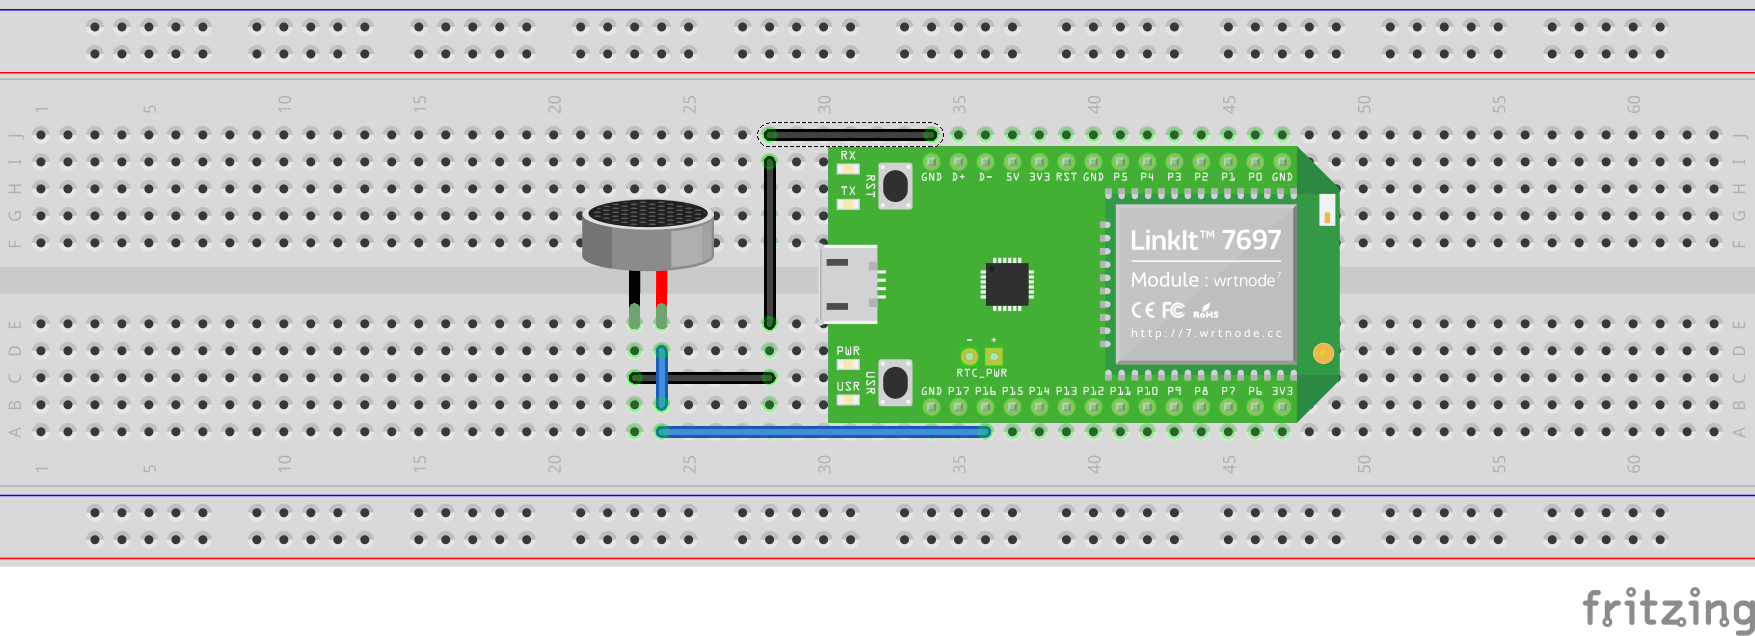 1 5 10 15 20 25 30 35 40 45 50 55 60
J J
I I
H H
G G
F F
RX
TX
RST
GND D+ D- 5V 3V3 RST GND P5 P4 P3 P2 P1 P0 GND
LinkIt™ 7697
Module : wrtnode7
CE FC RoHS
http://7.wrtnode.cc
E E
D D
C C
B B
A A
- +
RTC_PWR
PWR
USR
USR
GND P17 P16 P15 P14 P13 P12 P11 P10 P9 P8 P7 P6 3V3
1 5 10 15 20 25 30 35 40 45 50 55 60
fritzing